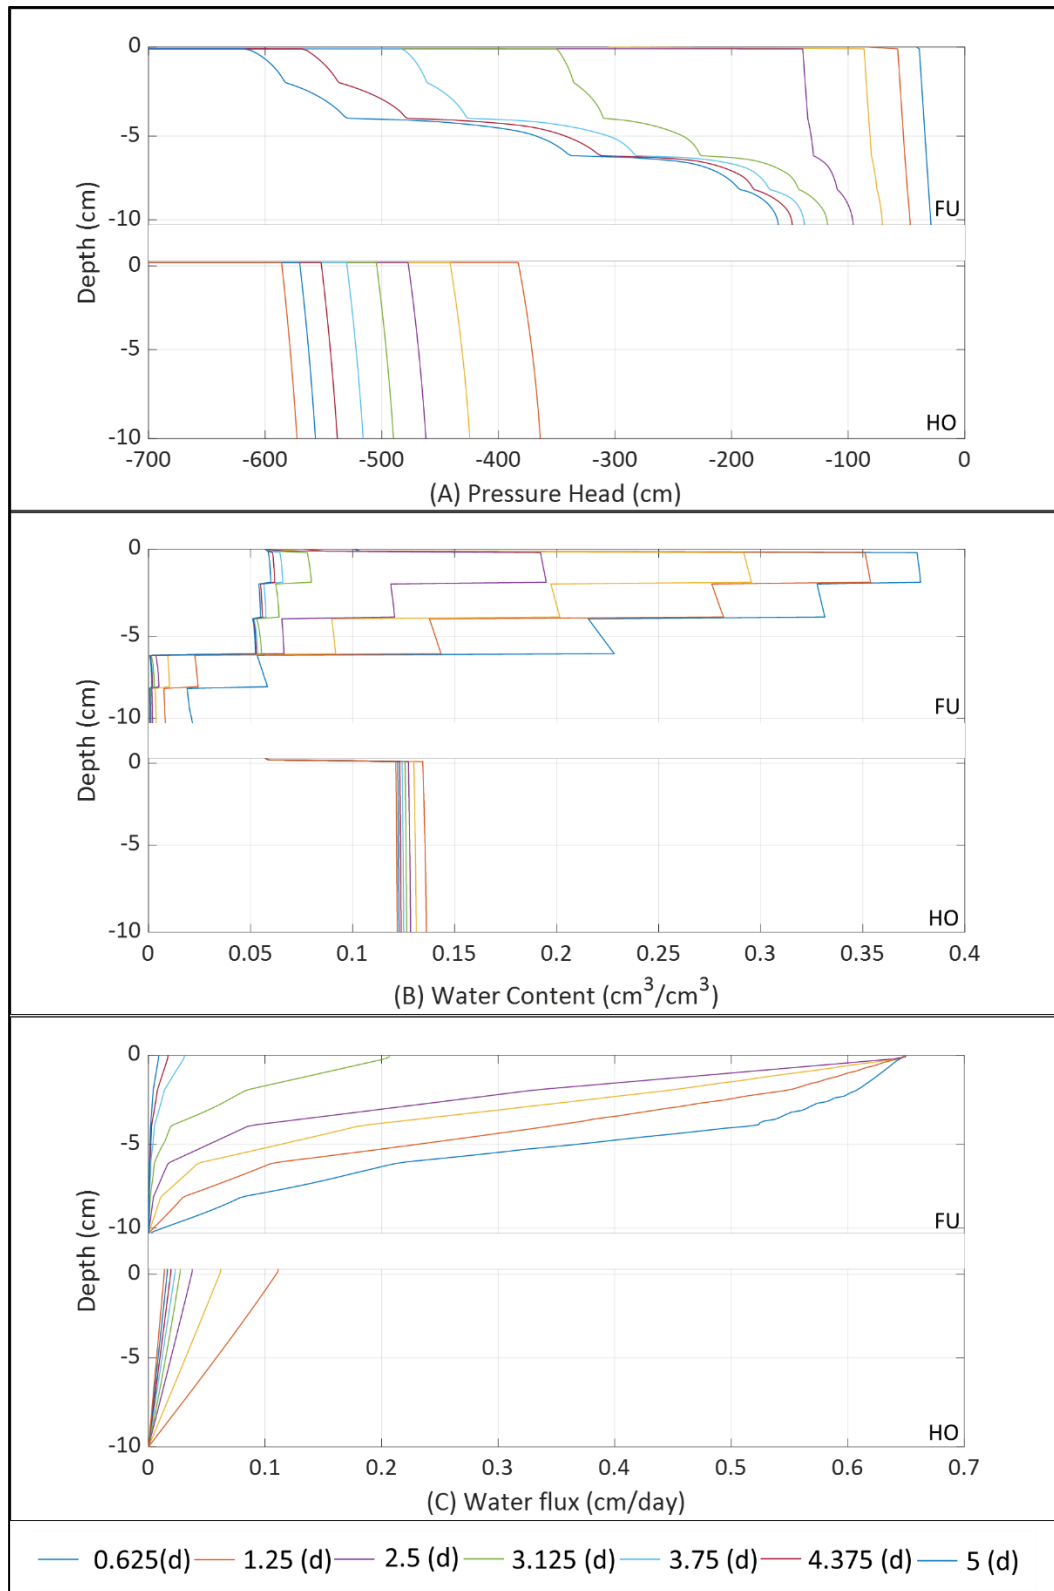 0
-5
-10
FU
0
-5
-10
HO
Depth (cm)
-700 -600 -500 -400 -300 -200 -100 0
(A) Pressure Head (cm)
0
-5
-10
FU
0
-5
-10
HO
Depth (cm)
0 0.05 0.1 0.15 0.2 0.25 0.3 0.35 0.4
(B) Water Content (cm³/cm³)
0
-5
-10
FU
0
-5
-10
HO
Depth (cm)
0 0.1 0.2 0.3 0.4 0.5 0.6 0.7
(C) Water flux (cm/day)
0.625(d) 1.25 (d) 2.5 (d) 3.125 (d) 3.75 (d) 4.375 (d) 5 (d)